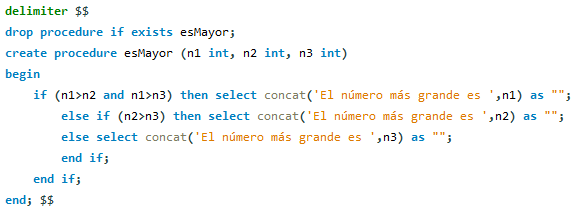 delimiter $$
drop procedure if exists esMayor;
create procedure esMayor (n1 int, n2 int, n3 int)
begin
    if (n1>n2 and n1>n3) then select concat('El número más grande es ',n1) as "";
        else if (n2>n3) then select concat('El número más grande es ',n2) as "";
        else select concat('El número más grande es ',n3) as "";
        end if;
    end if;
end; $$